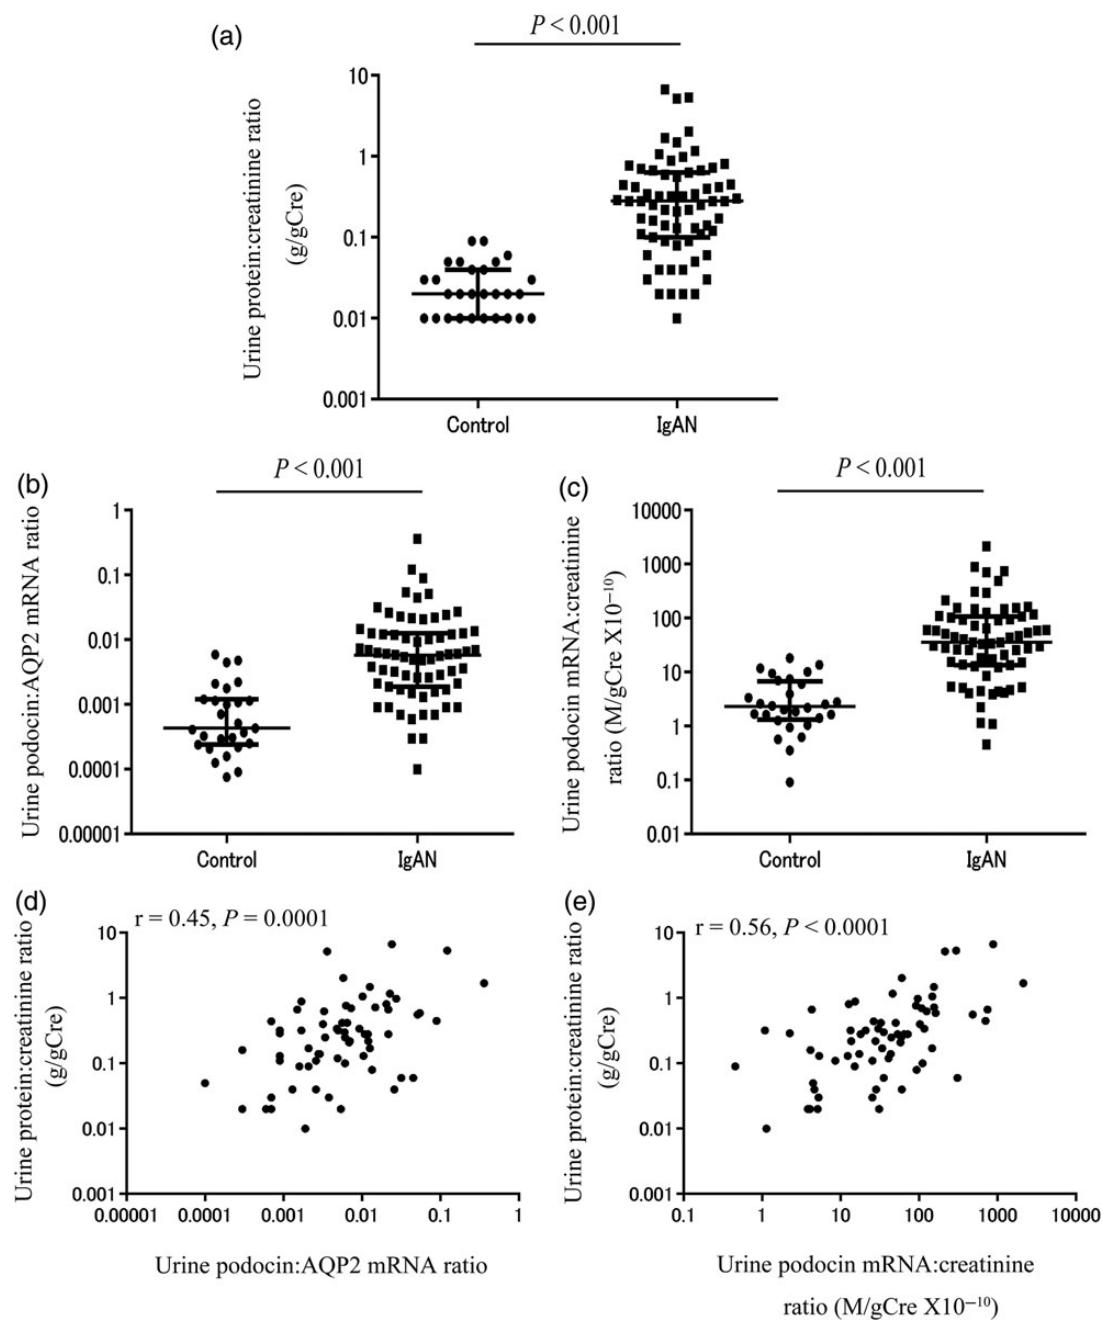 (a)
P < 0.001
Urine protein:creatinine ratio
(g/gCre)
10
1
0.1
0.01
0.001
Control
IgAN
(b)
P < 0.001
Urine podocin:AQP2 mRNA ratio
1
0.1
0.01
0.001
0.0001
0.00001
Control
IgAN
(c)
P < 0.001
Urine podocin mRNA:creatinine
ratio (M/gCre X10⁻¹⁰)
10000
1000
100
10
1
0.1
0.01
Control
IgAN
(d)
r = 0.45, P = 0.0001
Urine protein:creatinine ratio
(g/gCre)
10
1
0.1
0.01
0.001
0.00001
0.0001
0.001
0.01
0.1
1
Urine podocin:AQP2 mRNA ratio
(e)
r = 0.56, P < 0.0001
Urine protein:creatinine ratio
(g/gCre)
10
1
0.1
0.01
0.001
0.1
1
10
100
1000
10000
Urine podocin mRNA:creatinine
ratio (M/gCre X10⁻¹⁰)